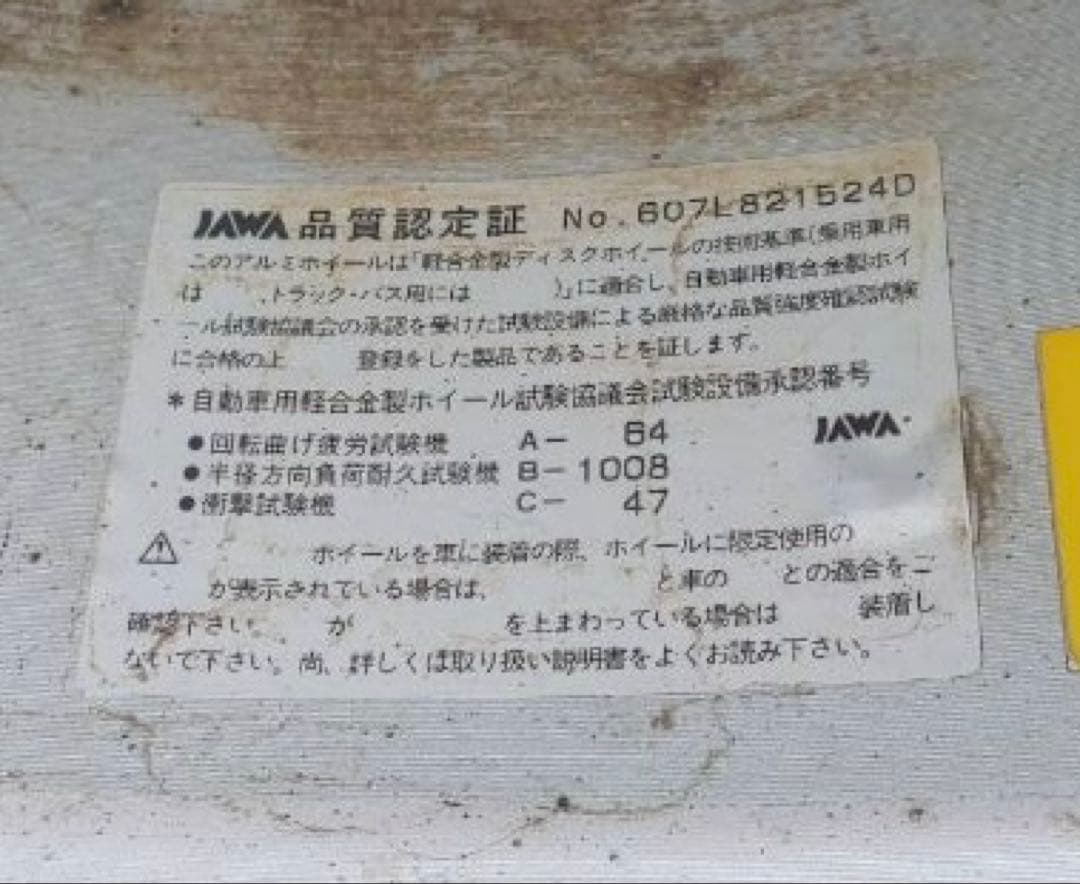 JAWA 品質認定証 No.607L821524D
このアルミホイールは「軽合金製ディスクホイールの技術基準(乗用車用
は 、トラック・バス用には )」に適合し、自動車用軽合金製ホイ
ール試験協議会の承認を受けた試験設備による厳格な品質強度確認試験
に合格の上 登録をした製品であることを証します。
*自動車用軽合金製ホイール試験協議会試験設備承認番号
●回転曲げ疲労試験機 A- 64
JAWA
●半径方向負荷耐久試験機 B-1008
●衝撃試験機 C- 47
⚠ ホイールを車に装着の際、ホイールに限定使用の
が表示されている場合は、 と車の との適合をご
確認下さい。 が を上まわっている場合は 装着し
ないで下さい。尚、詳しくは取り扱い説明書をよくお読み下さい。